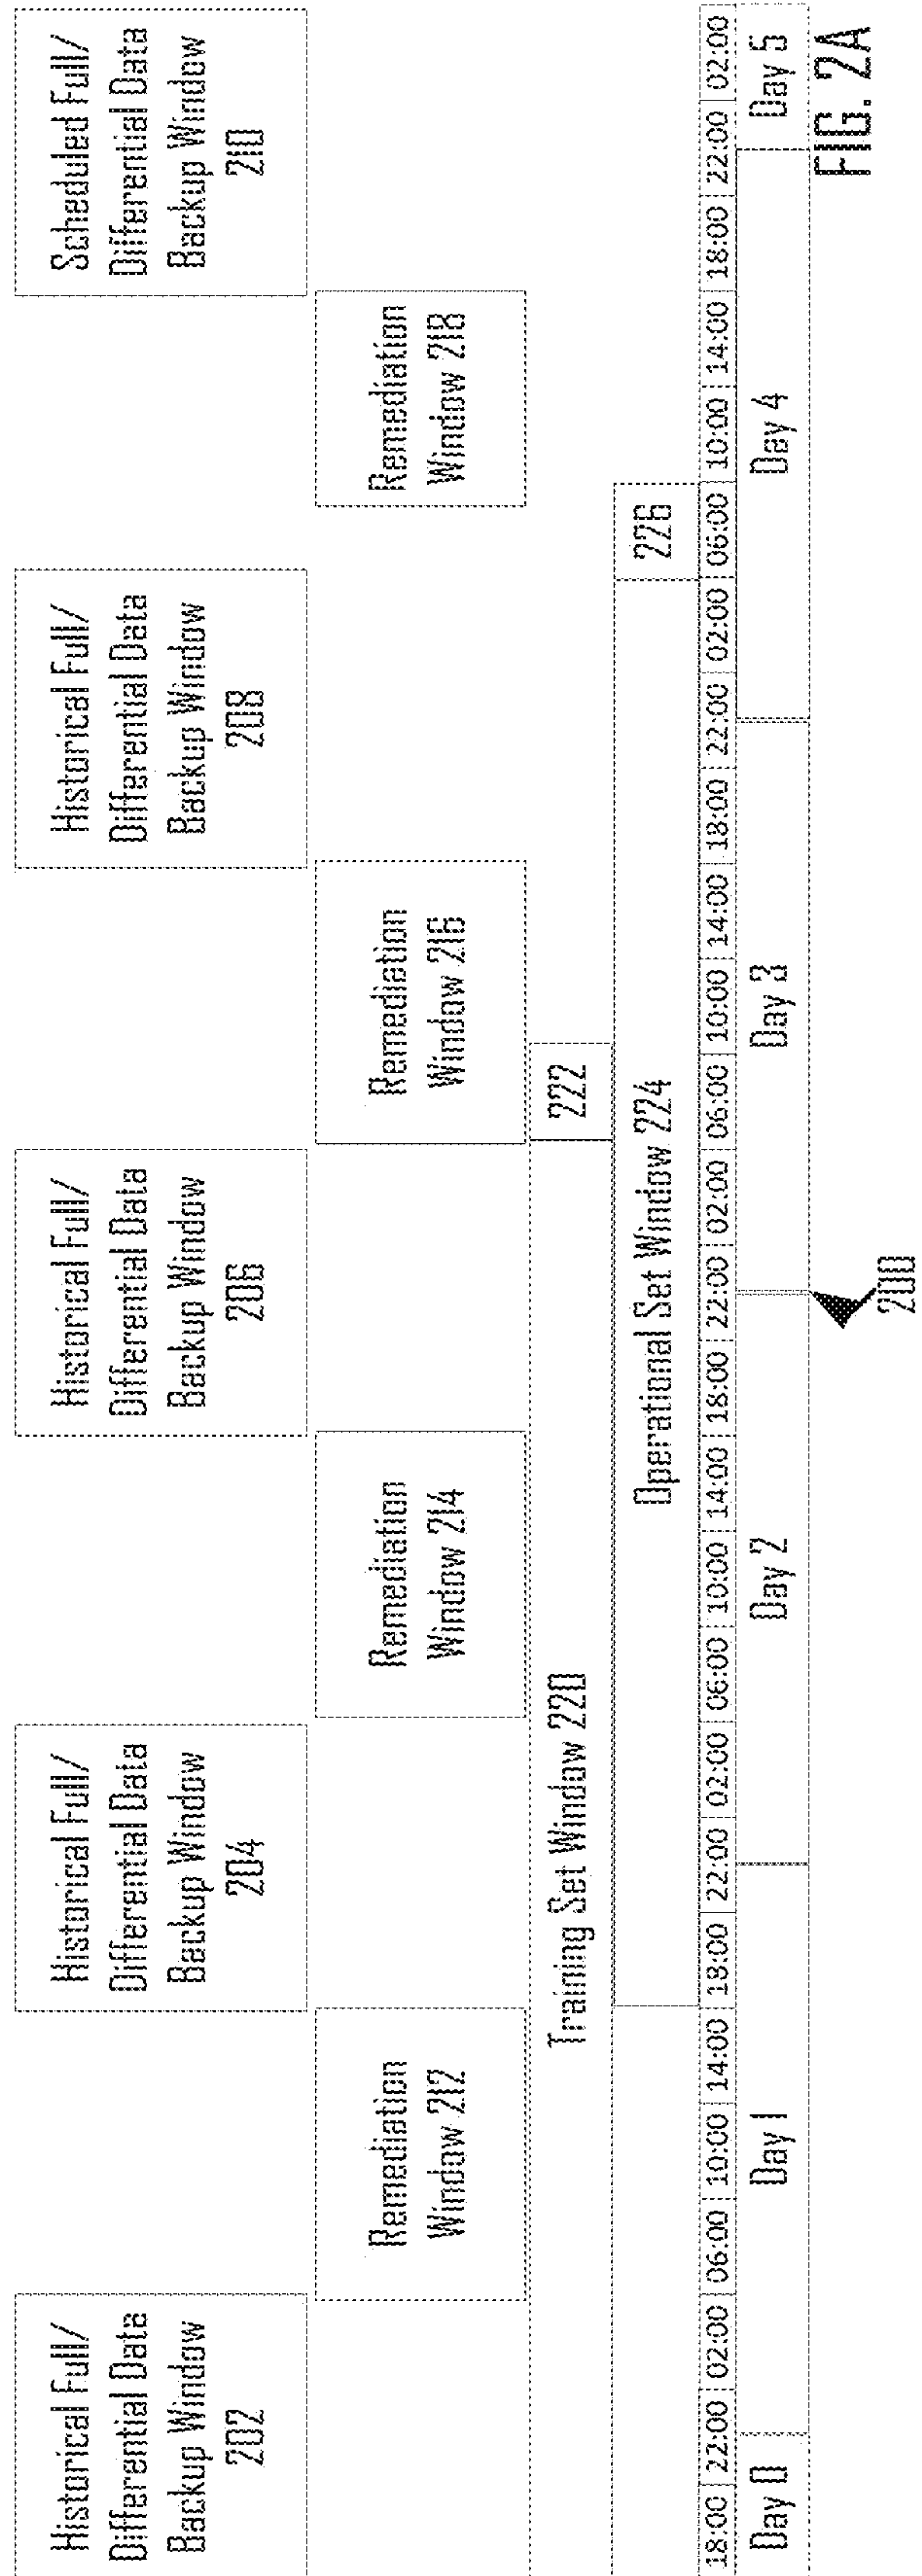 Historical Full/
Differential Data
Backup Window
202
Historical Full/
Differential Data
Backup Window
204
Historical Full/
Differential Data
Backup Window
206
Historical Full/
Differential Data
Backup Window
208
Scheduled Full/
Differential Data
Backup Window
210
Remediation
Window 212
Remediation
Window 214
Remediation
Window 216
Remediation
Window 218
Training Set Window 220
222
Operational Set Window 224
226
18:00 22:00 02:00 06:00 10:00 14:00 18:00 22:00 02:00 06:00 10:00 14:00 18:00 22:00 02:00 06:00 10:00 14:00 18:00 22:00 02:00 06:00 10:00 14:00 18:00 22:00 02:00
Day 0 Day 1 Day 2 Day 3 Day 4 Day 5
200
FIG. 2A